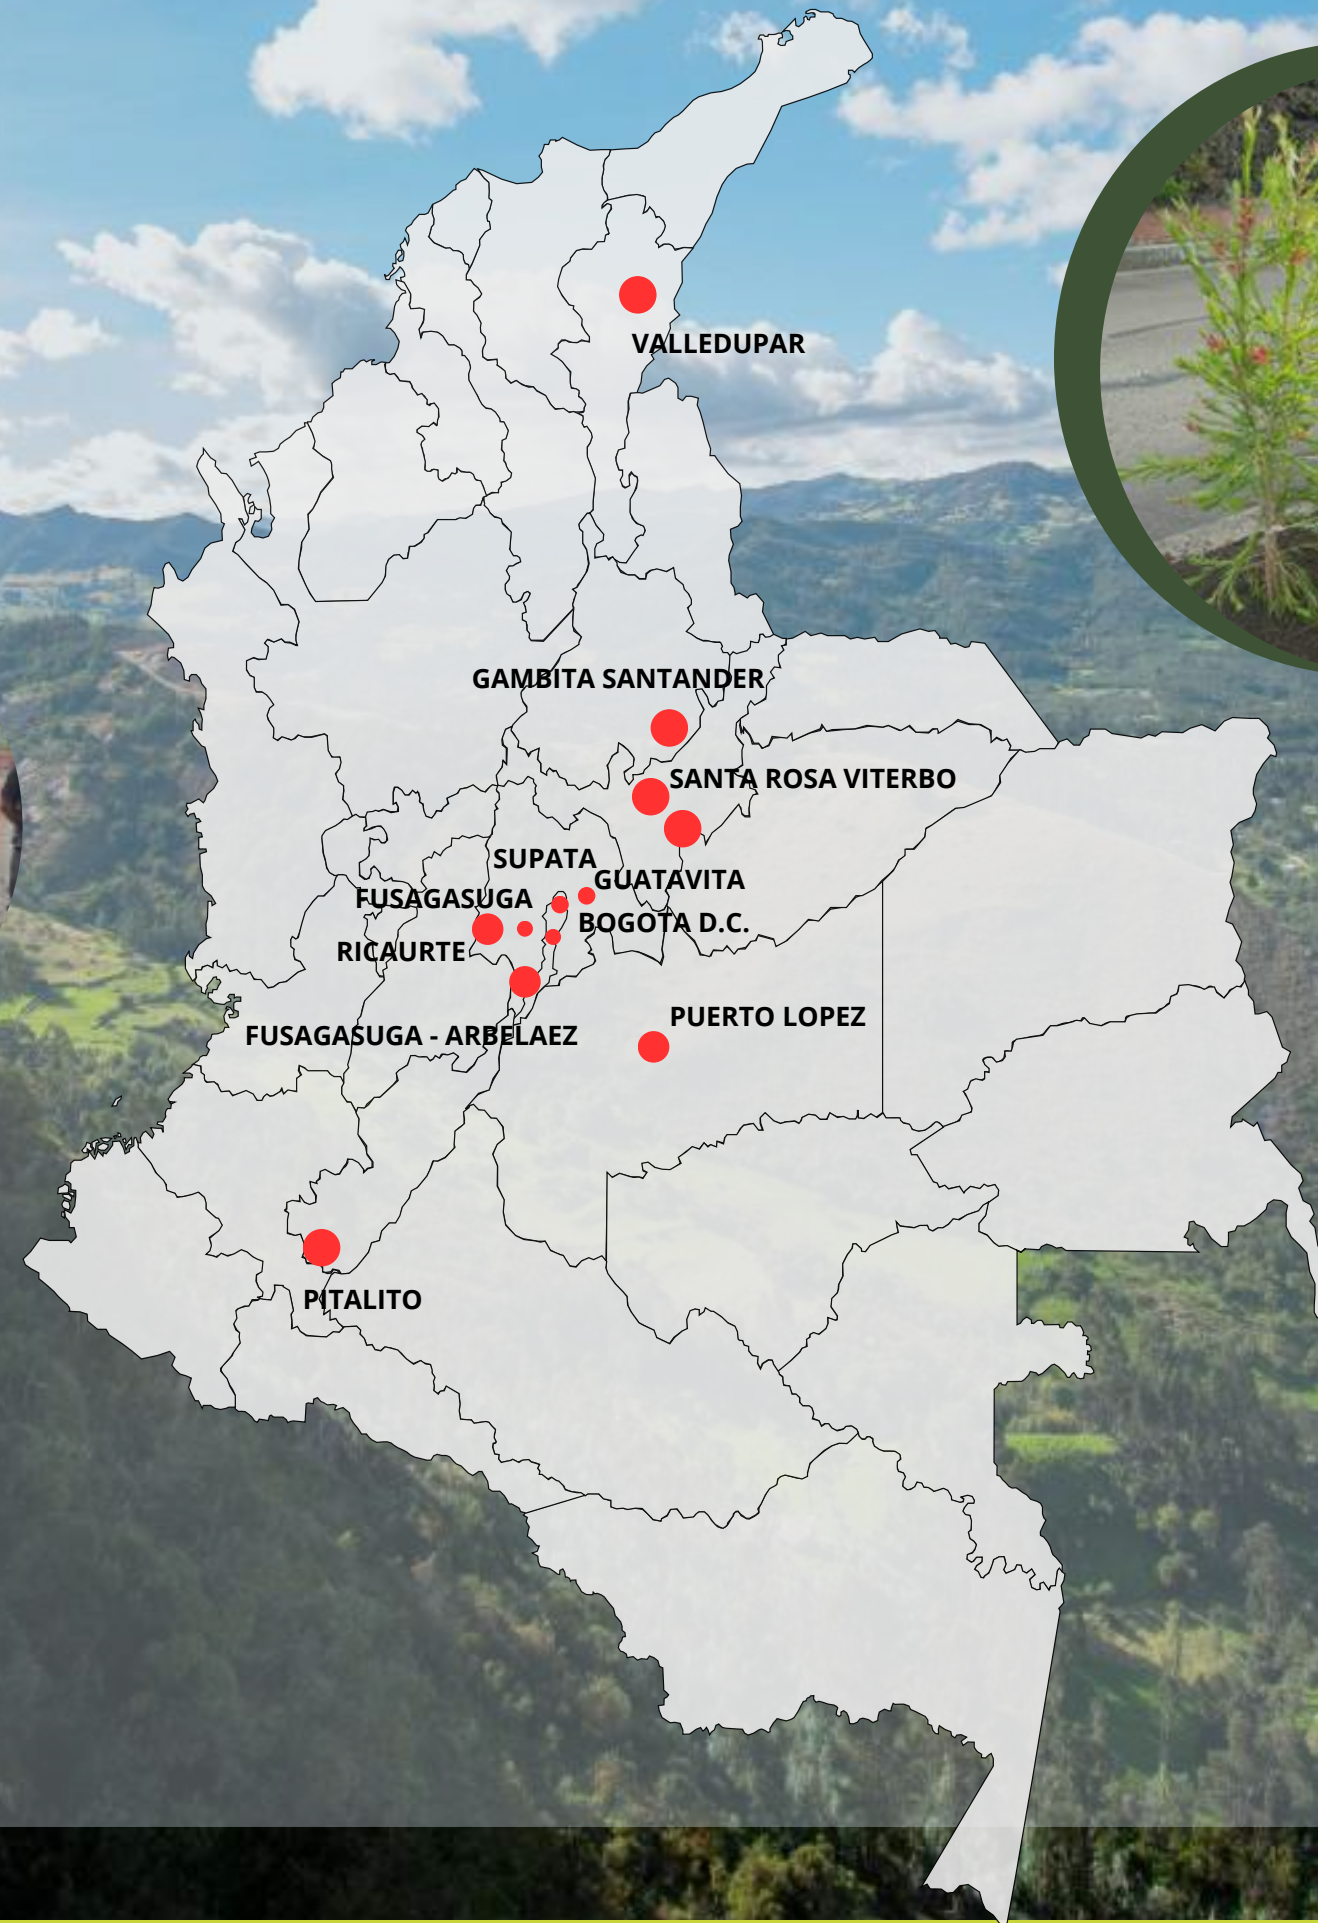 VALLEDUPAR
GAMBITA SANTANDER
SANTA ROSA VITERBO
SUPATA
GUATAVITA
FUSAGASUGA
BOGOTA D.C.
RICAURTE
PUERTO LOPEZ
FUSAGASUGA - ARBELAEZ
PITALITO